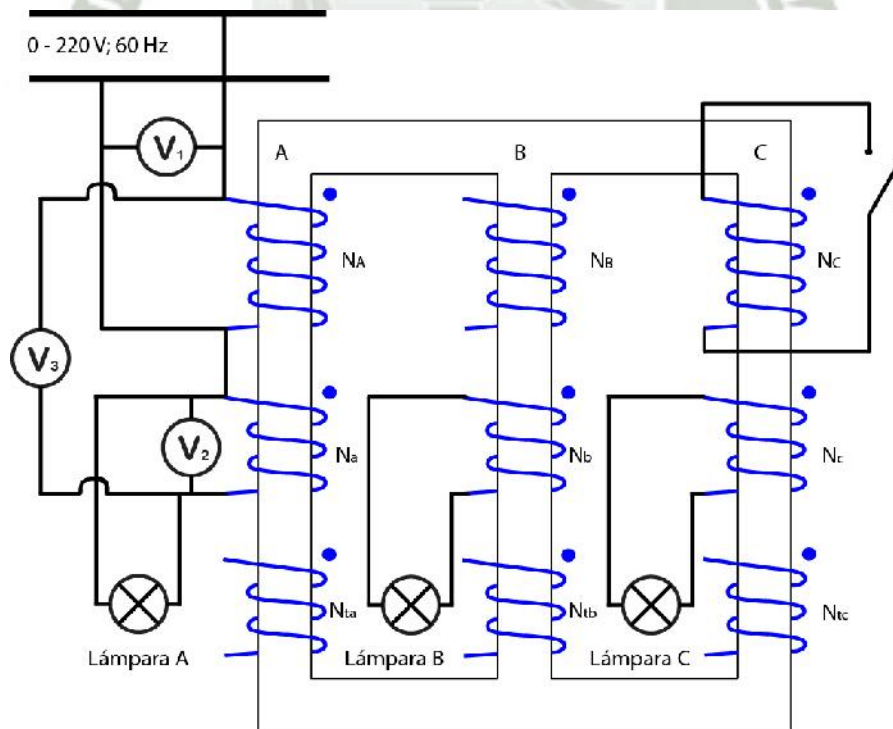 0 - 220 V; 60 Hz
V1
A
B
C
NA
NB
NC
V3
V2
Na
Nb
Nc
Nta
Ntb
Ntc
Lámpara A
Lámpara B
Lámpara C